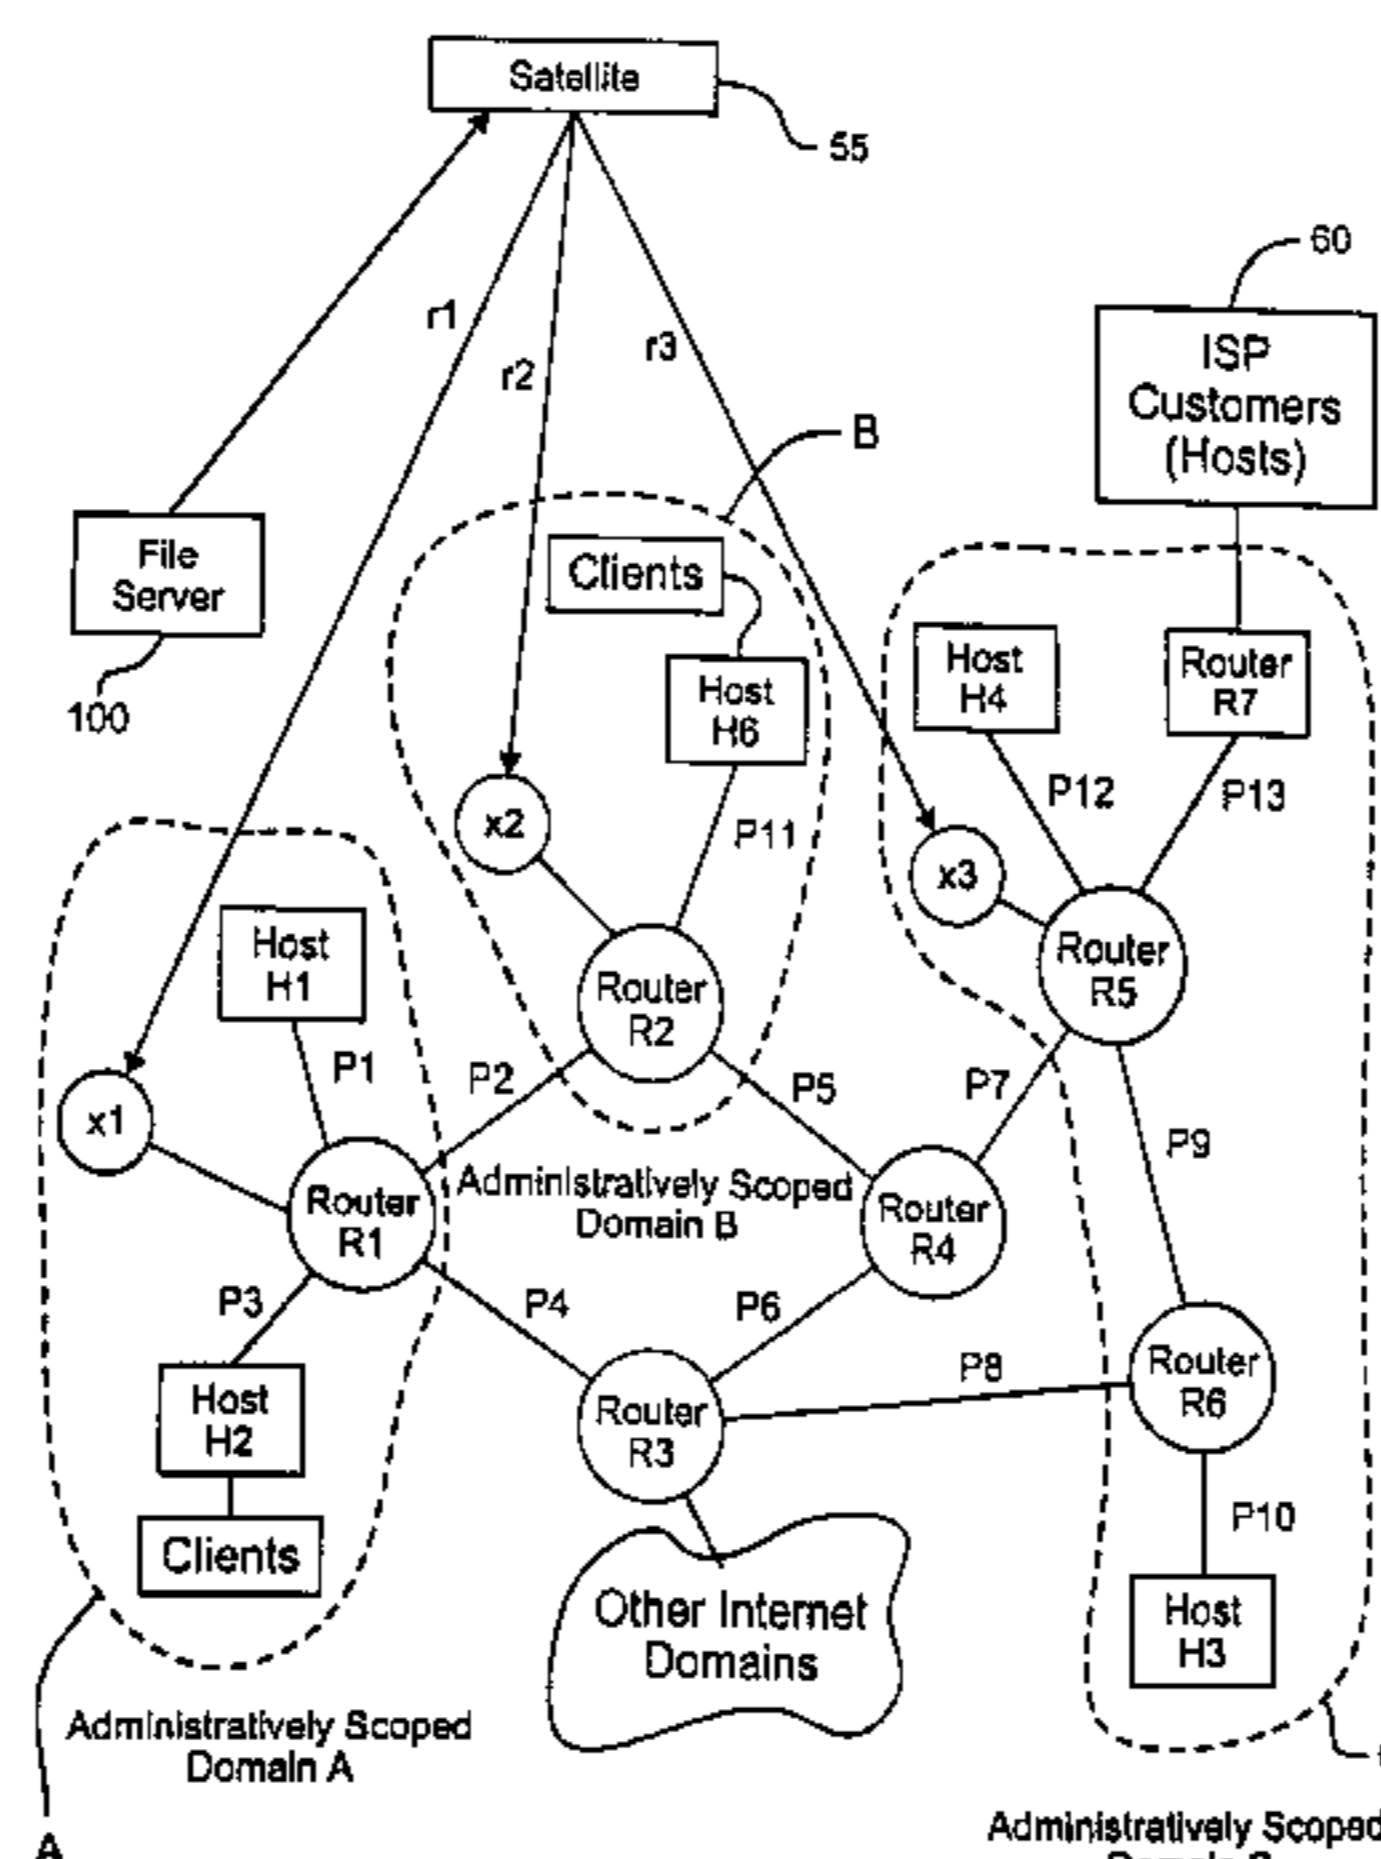 Satellite
55
60
r1
r2
r3
ISP
Customers
(Hosts)
B
File
Server
100
Clients
Host
H6
Host
H4
Router
R7
P12
P13
x2
P11
x3
Host
H1
Router
R2
Router
R5
P1
P2
P5
P7
x1
P9
Router
R1
Administratively Scoped
Domain B
Router
R4
P3
P4
P6
P8
Router
R6
Host
H2
Router
R3
P10
Clients
Other Internet
Domains
Host
H3
Administratively Scoped
Domain A
A
Administratively Scoped